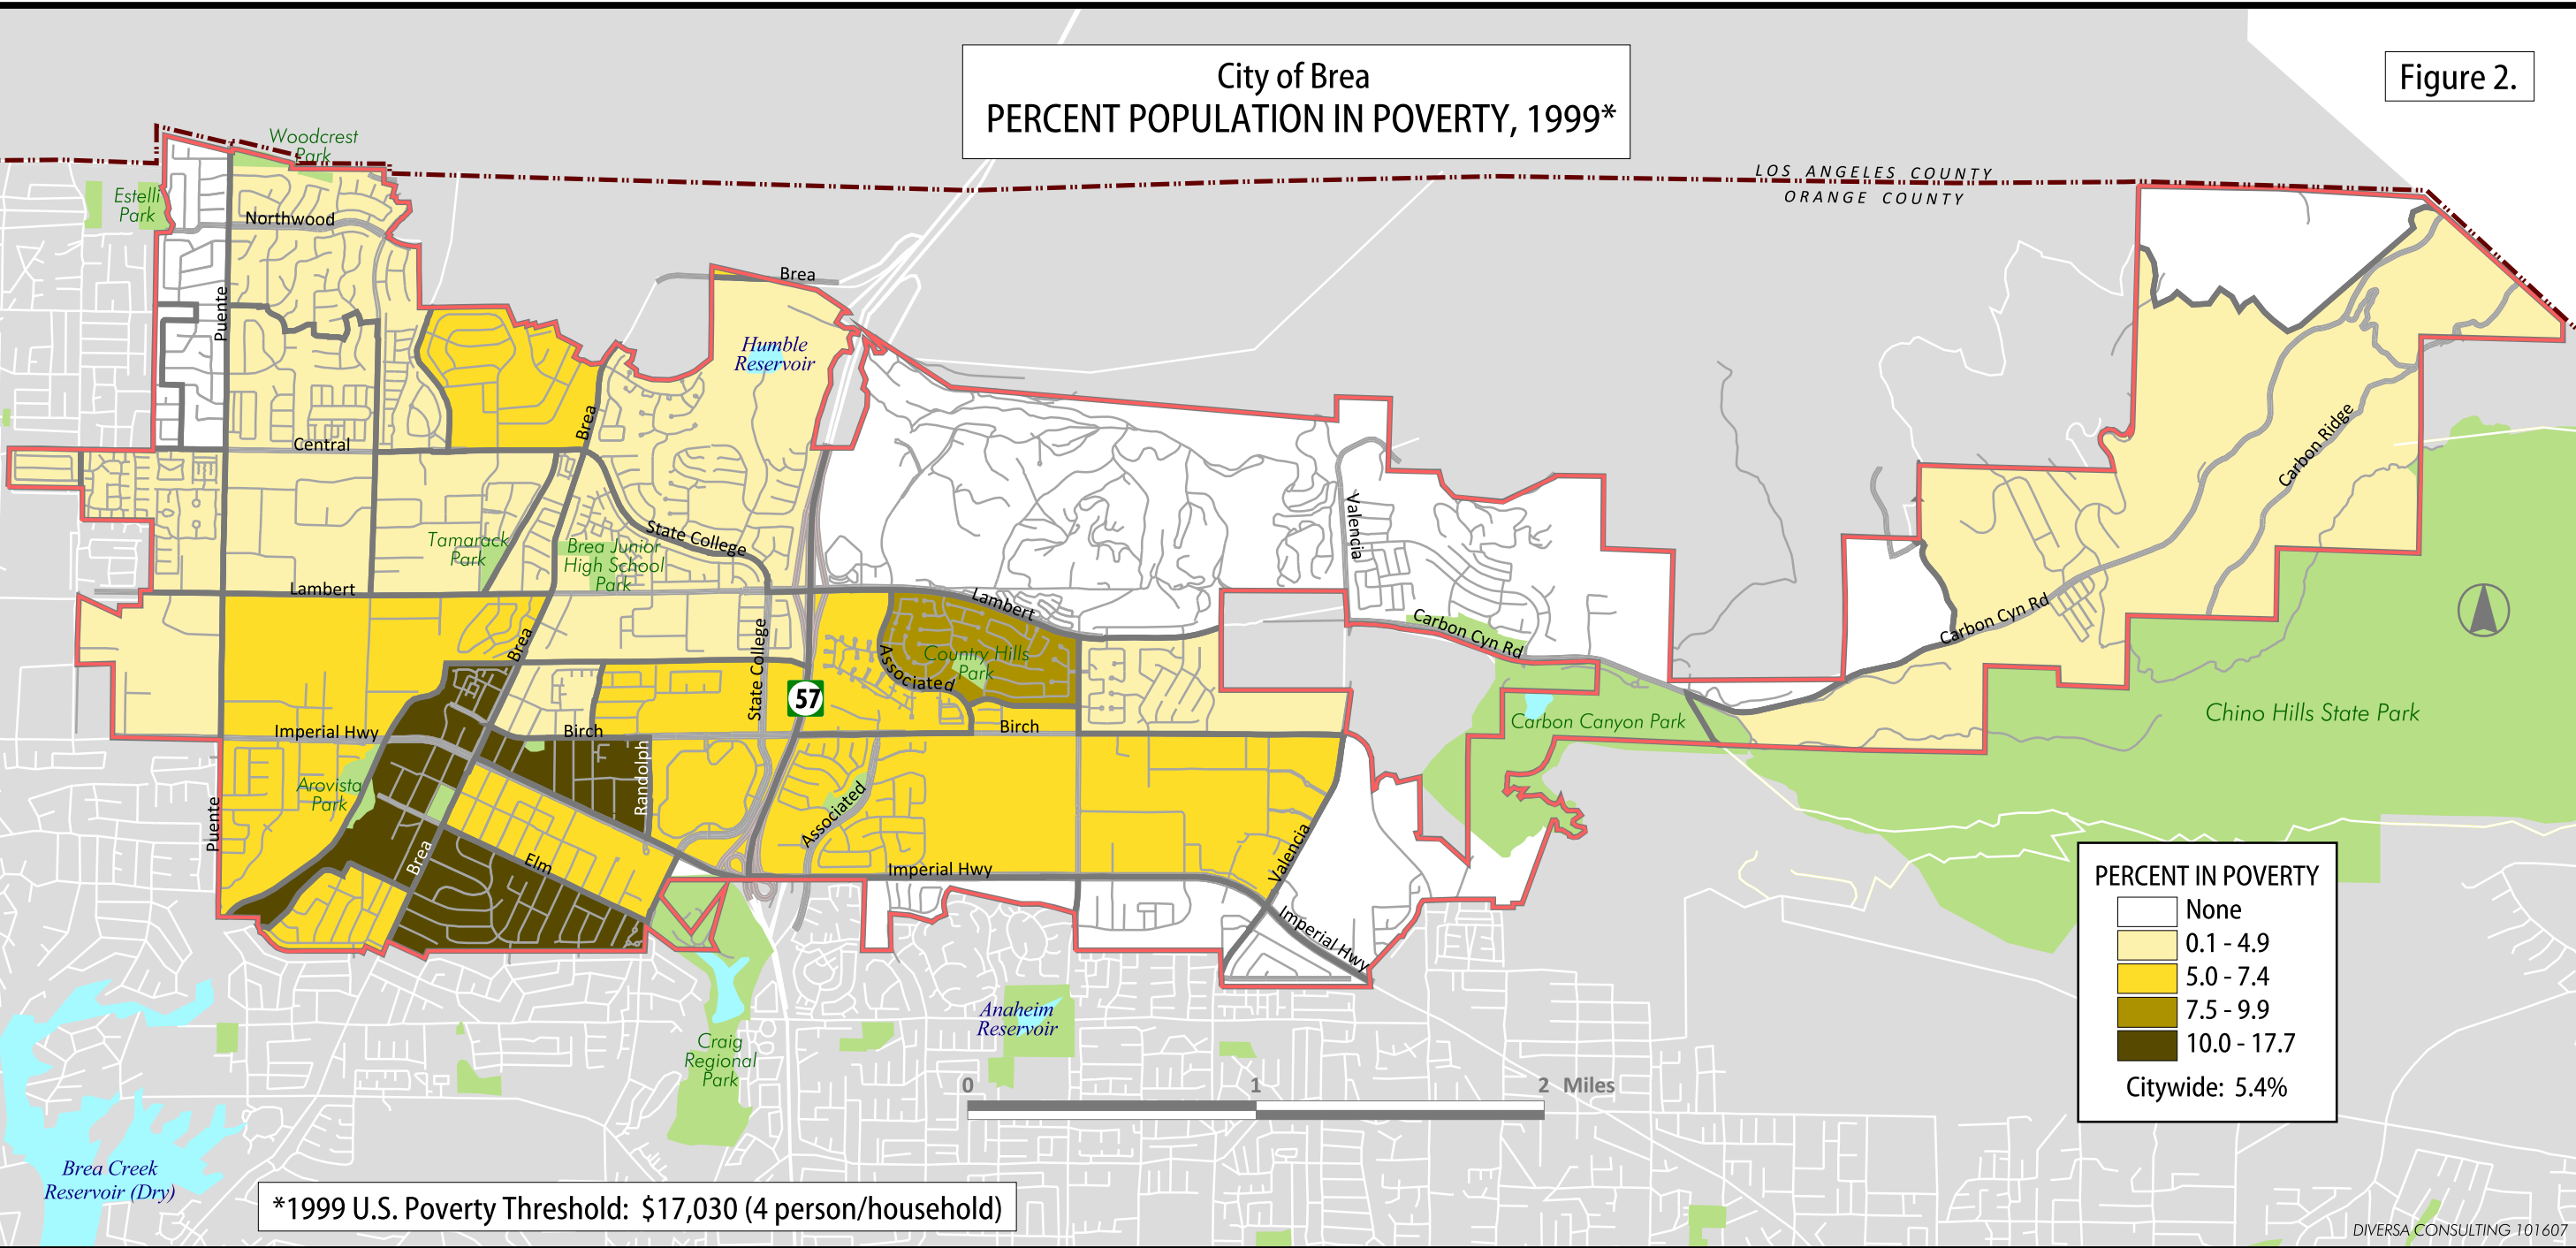 City of Brea
PERCENT POPULATION IN POVERTY, 1999*
Figure 2.
Woodcrest
Park
Estelli
Park
LOS ANGELES COUNTY
ORANGE COUNTY
Northwood
Brea
Puente
Humble
Reservoir
Brea
Central
Carbon Ridge
Valencia
State College
Tamarack
Park
Brea Junior
High School
Park
Lambert
Lambert
Carbon Cyn Rd
Carbon Cyn Rd
Brea
State College
Associated
Country Hills
Park
57
Imperial Hwy
Birch
Birch
Carbon Canyon Park
Chino Hills State Park
Arovista
Park
Randolph
Puente
Associated
Valencia
Brea
Elm
Imperial Hwy
Imperial Hwy
PERCENT IN POVERTY
None
0.1 - 4.9
5.0 - 7.4
7.5 - 9.9
10.0 - 17.7
Citywide: 5.4%
Anaheim
Reservoir
Craig
Regional
Park
0 1 2 Miles
Brea Creek
Reservoir (Dry)
*1999 U.S. Poverty Threshold: $17,030 (4 person/household)
DIVERSA CONSULTING 101607